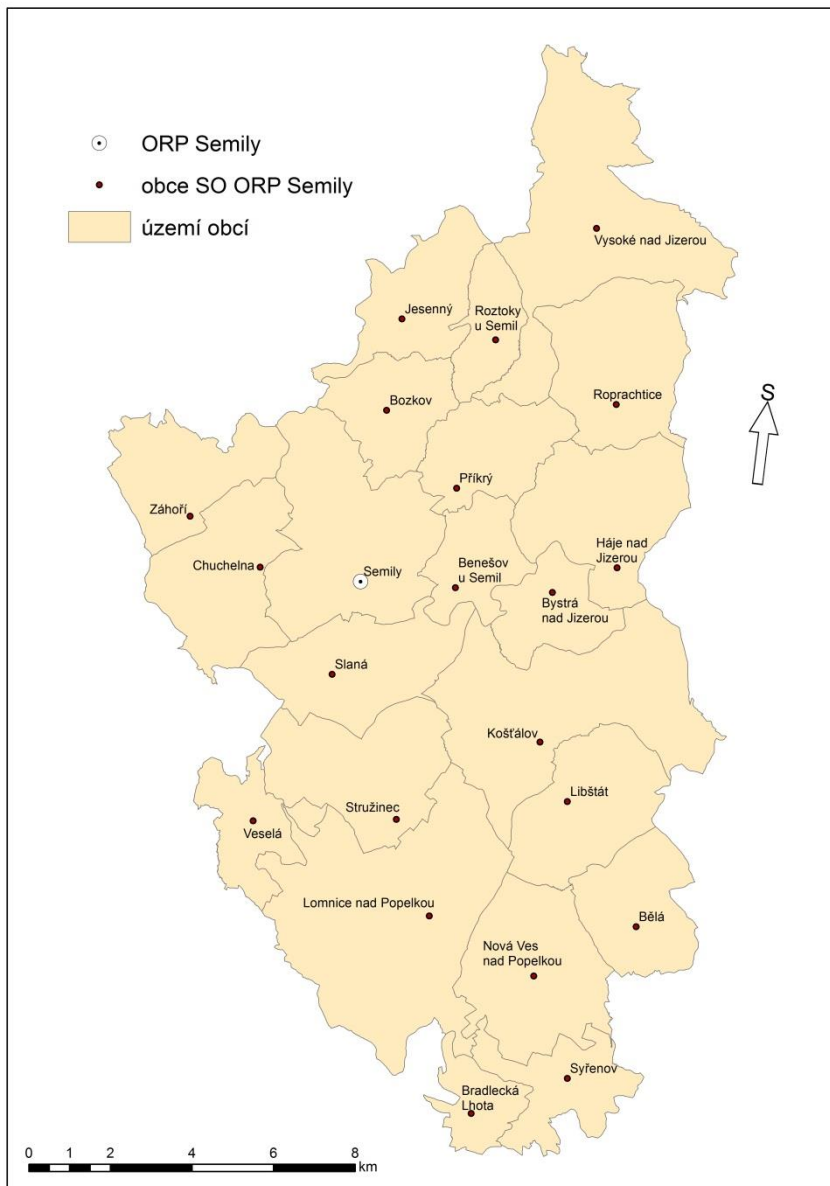 ORP Semily
obce SO ORP Semily
území obcí
Vysoké nad Jizerou
Jesenný
Roztoky
u Semil
Roprachtice
Bozkov
S
Příkrý
Záhoří
Chuchelna
Semily
Benešov
u Semil
Háje nad
Jizerou
Bystrá
nad Jizerou
Slaná
Košťálov
Libštát
Stružinec
Veselá
Lomnice nad Popelkou
Bělá
Nová Ves
nad Popelkou
Syřenov
Bradlecká
Lhota
0 2 4 6 8
km